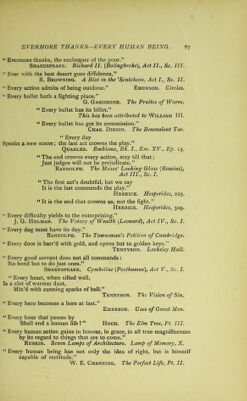 EVERMORE THANKS—EVERY HUMAN BEING. 67
“ Evermore thanks, the exchequer of the poor.”
SHAKESPEARE. Richard II. (Bolingbroke), Act II., Sc. III.
“ Ever with the best desert goes diffidence.”
R. BROWNING. A Blot in the 'Scutcheon, Act I., Sc. II.
“ Every action admits of being outdone.” EMERSON. Circles.
“ Every bullet hath a lighting place.”
G. GASCOIGNE. The Fruites of Warre.
“ Every bullet has its billet.”
This has been attributed to WILLIAM III.
“ Every bullet has got its commission.”
CHAS. DIBDIN. The Benevolent Tar.
“ Every day
Speaks a new scene ; the last act crowns the play.”
QUARLES. Emblems, Bk. I., Em. XV., Ep. 15.
“ The end crowns every action, stay till that ;
Just judges will not be prejudicate.”
RANDOLPH. The Muses' Looking Glass (Roscius),
Act III., Sc. I.
“ The first act's doubtful, but we say
It is the last commends the play.”
HERRICK. Hesperides, 225.
“ It is the end that crowns us, not the fight.”
HERRICK. Hesperides, 309.
“ Every difficulty yields to the enterprising.”
J. G. HOLMAN. The Votary of Wealth (Leonard), Act IV., Sc. I.
“ Every dog must have its day.”
RANDOLPH. The Townsman's Petition of Cambridge.
“ Every door is barr'd with gold, and opens but to golden keys.”
TENNYSON. Locksley Hall.
“ Every good servant does not all commands :
No bond but to do just ones.”
SHAKESPEARE. Cymbeline (Posthumus), Act V., Sc. I.
“ Every heart, when sifted well,
Is a clot of warmer dust,
Mix'd with cunning sparks of hell.”
TENNYSON. The Vision of Sin.
“ Every hero becomes a bore at last.”
EMERSON. Uses of Great Men.
“ Every hour that passes by
Shall end a human life ! ” HOOD. The Elm Tree, Pt. III.
“ Every human action gains in honour, in grace, in all true magnificences
by its regard to things that are to come.”
RUSKIN. Seven Lamps of Architecture. Lamp of Memory, X.
“ Every human being has not only the idea of right, but is himself
capable of rectitude.”
W. E. CHANNING. The Perfect Life, Pt. II.